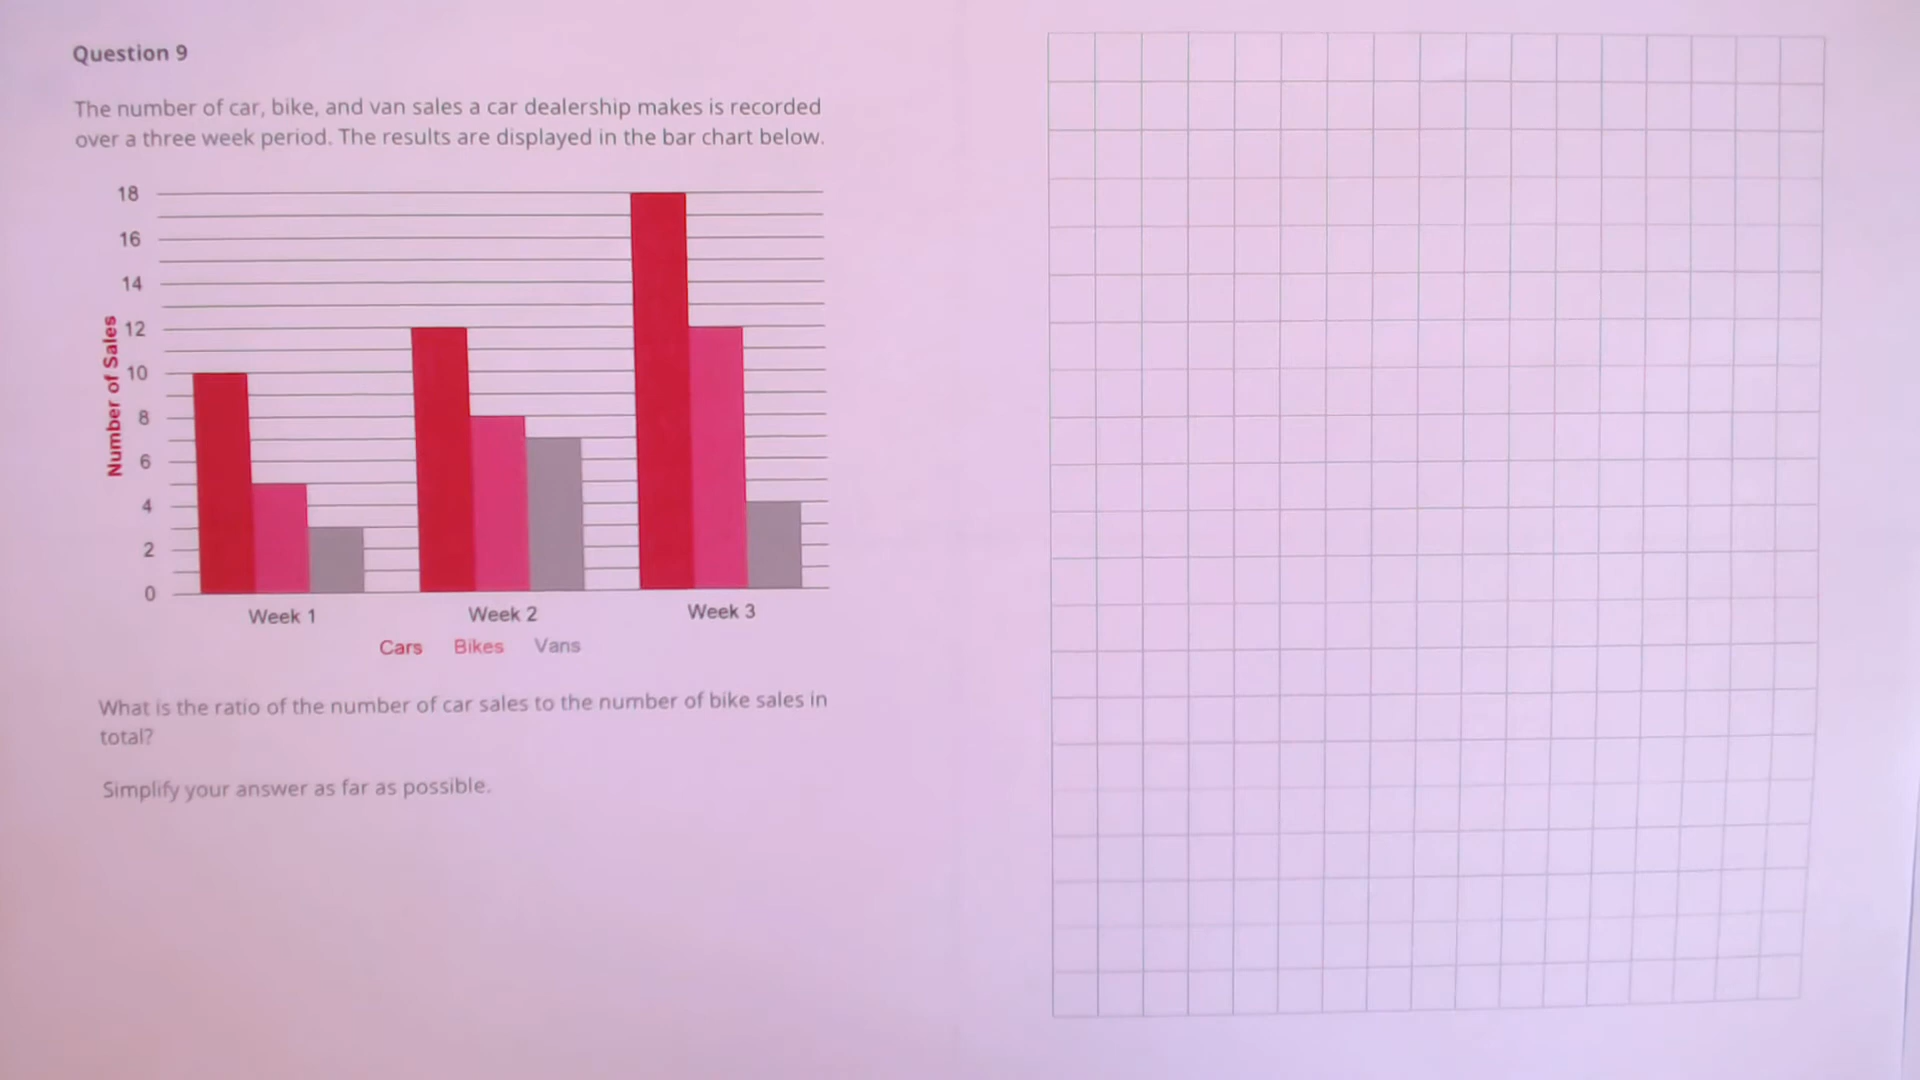 Question 9
The number of car, bike, and van sales a car dealership makes is recorded
over a three week period. The results are displayed in the bar chart below.
18
16
14
12
10
8
6
4
2
0
Number of Sales
Week 1 Week 2 Week 3
Cars Bikes Vans
What is the ratio of the number of car sales to the number of bike sales in
total?
Simplify your answer as far as possible.